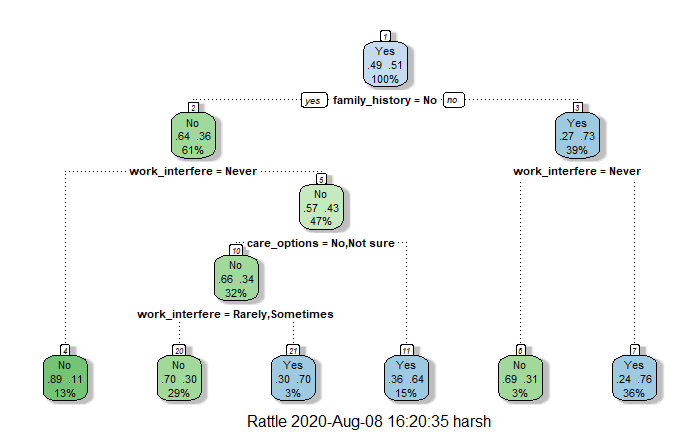 1
Yes
.49 .51
100%
yes family_history = No no
2
No
.64 .36
61%
3
Yes
.27 .73
39%
work_interfere = Never
work_interfere = Never
5
No
.57 .43
47%
care_options = No,Not sure
10
No
.66 .34
32%
work_interfere = Rarely,Sometimes
4
No
.89 .11
13%
20
No
.70 .30
29%
21
Yes
.30 .70
3%
11
Yes
.36 .64
15%
6
No
.69 .31
3%
7
Yes
.24 .76
36%
Rattle 2020-Aug-08 16:20:35 harsh